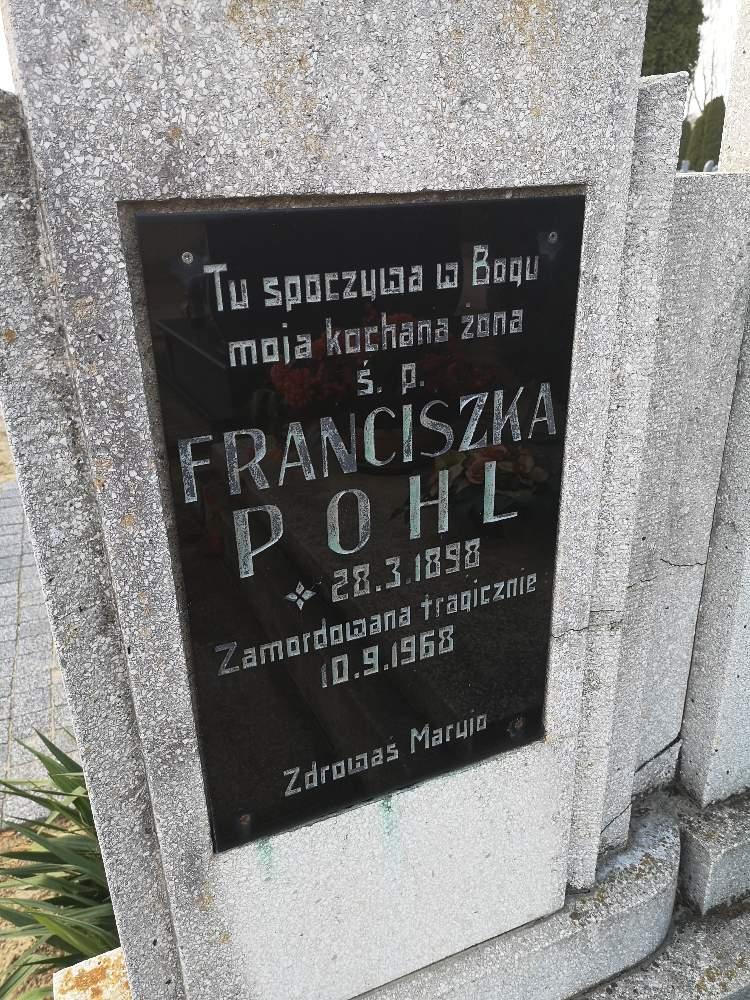 Tu spoczywa w Bogu
moja kochana żona
ś. p.
FRANCISZKA
POHL
28.3.1898
Zamordowana tragicznie
10.9.1968
Zdrowaś Maryjo